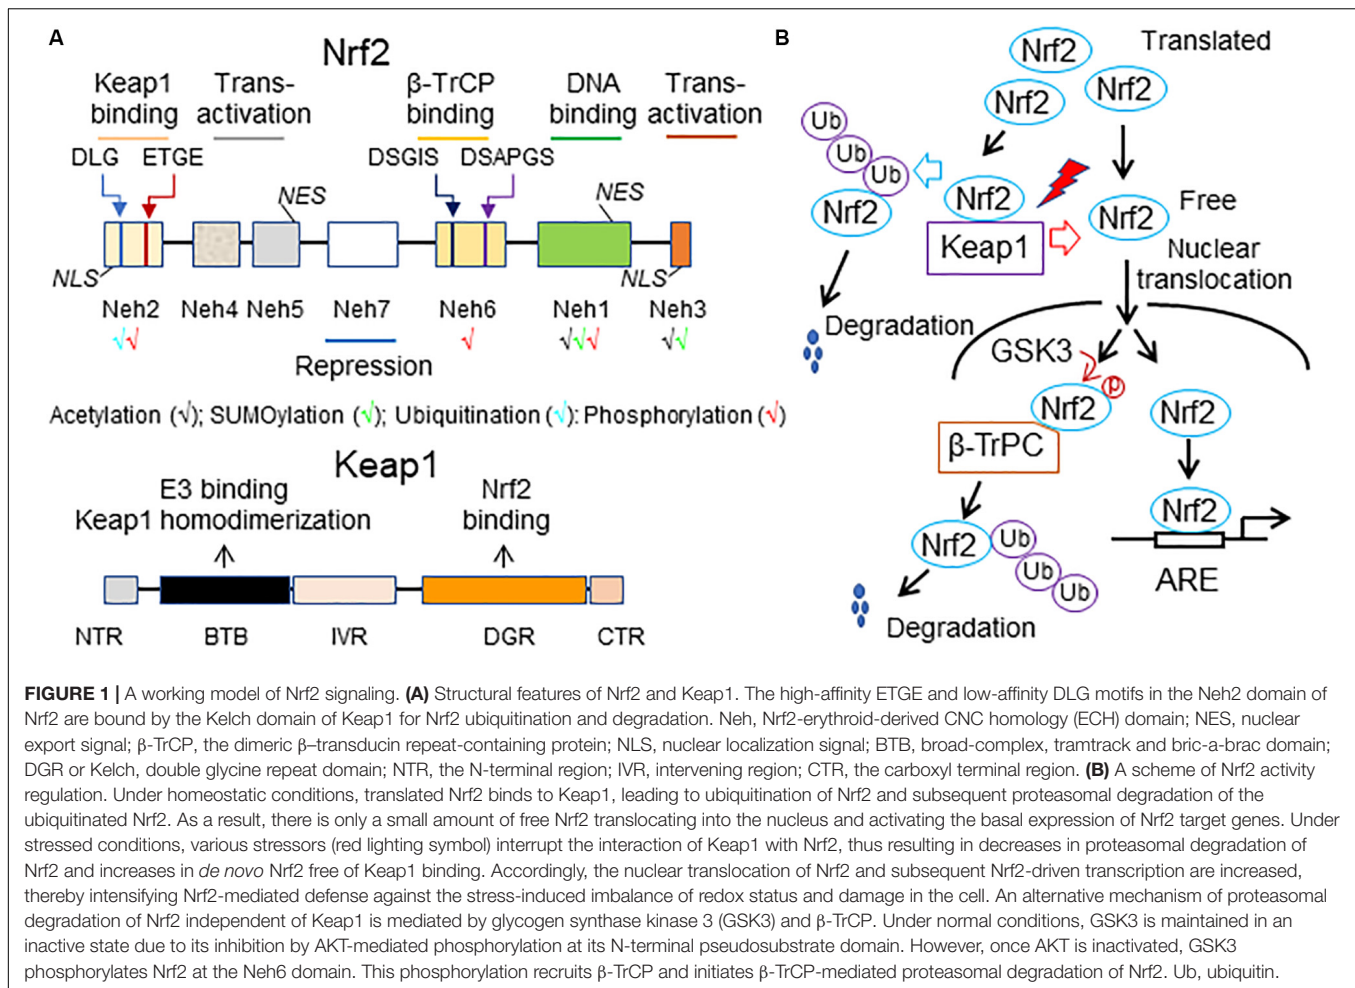 A
Nrf2
Keap1
binding
Trans-
activation
β-TrCP
binding
DNA
binding
Trans-
activation
DLG ETGE
DSGIS DSAPGS
NES
NES
NLS
NLS
Neh2 Neh4 Neh5 Neh7 Neh6 Neh1 Neh3
√√ √ √√√ √√
Repression
Acetylation (√); SUMOylation (√); Ubiquitination (√): Phosphorylation (√)
Keap1
E3 binding
Keap1 homodimerization
Nrf2
binding
NTR BTB IVR DGR CTR
B
Nrf2
Translated
Nrf2
Nrf2
Ub
Ub
Ub
Nrf2
Nrf2
Keap1
Nrf2
Free
Nuclear
translocation
Degradation
GSK3
p
Nrf2
Nrf2
β-TrPC
Nrf2
Nrf2
Ub
Ub
Ub
ARE
Degradation
FIGURE 1 | A working model of Nrf2 signaling. (A) Structural features of Nrf2 and Keap1. The high-affinity ETGE and low-affinity DLG motifs in the Neh2 domain of
Nrf2 are bound by the Kelch domain of Keap1 for Nrf2 ubiquitination and degradation. Neh, Nrf2-erythroid-derived CNC homology (ECH) domain; NES, nuclear
export signal; β-TrCP, the dimeric β–transducin repeat-containing protein; NLS, nuclear localization signal; BTB, broad-complex, tramtrack and bric-a-brac domain;
DGR or Kelch, double glycine repeat domain; NTR, the N-terminal region; IVR, intervening region; CTR, the carboxyl terminal region. (B) A scheme of Nrf2 activity
regulation. Under homeostatic conditions, translated Nrf2 binds to Keap1, leading to ubiquitination of Nrf2 and subsequent proteasomal degradation of the
ubiquitinated Nrf2. As a result, there is only a small amount of free Nrf2 translocating into the nucleus and activating the basal expression of Nrf2 target genes. Under
stressed conditions, various stressors (red lighting symbol) interrupt the interaction of Keap1 with Nrf2, thus resulting in decreases in proteasomal degradation of
Nrf2 and increases in de novo Nrf2 free of Keap1 binding. Accordingly, the nuclear translocation of Nrf2 and subsequent Nrf2-driven transcription are increased,
thereby intensifying Nrf2-mediated defense against the stress-induced imbalance of redox status and damage in the cell. An alternative mechanism of proteasomal
degradation of Nrf2 independent of Keap1 is mediated by glycogen synthase kinase 3 (GSK3) and β-TrCP. Under normal conditions, GSK3 is maintained in an
inactive state due to its inhibition by AKT-mediated phosphorylation at its N-terminal pseudosubstrate domain. However, once AKT is inactivated, GSK3
phosphorylates Nrf2 at the Neh6 domain. This phosphorylation recruits β-TrCP and initiates β-TrCP-mediated proteasomal degradation of Nrf2. Ub, ubiquitin.